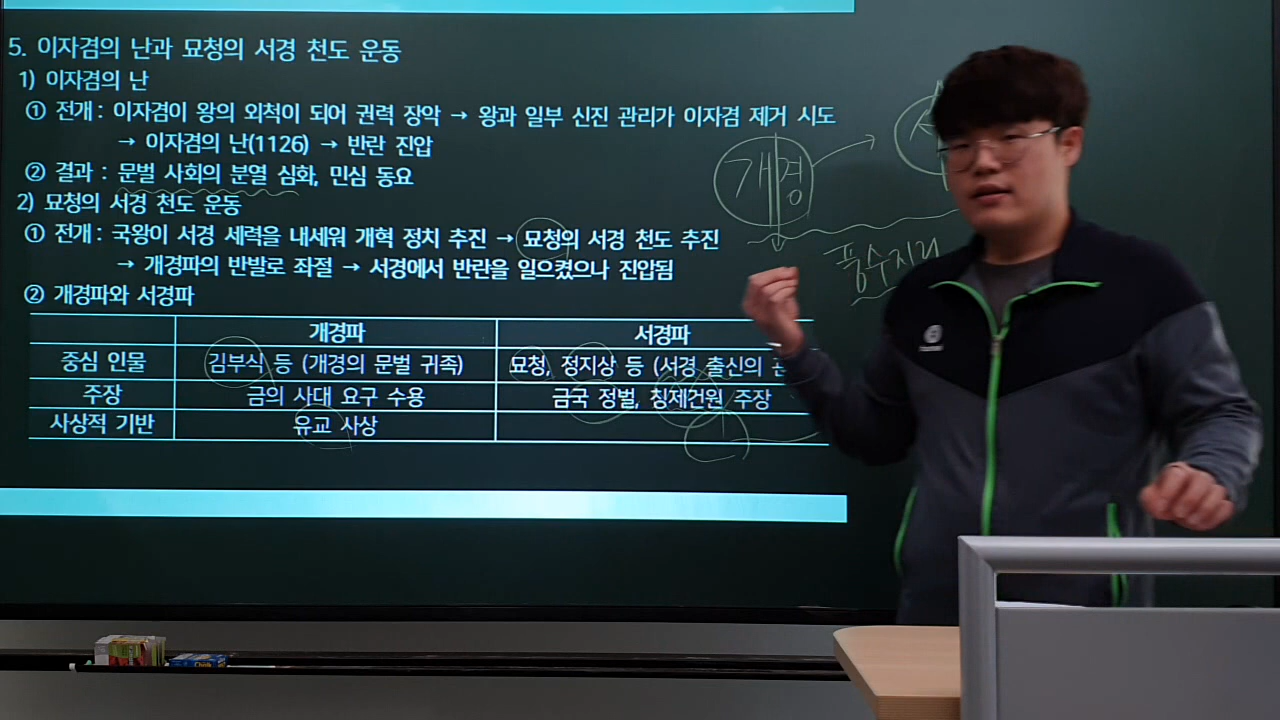 5. 이자겸의 난과 묘청의 서경 천도 운동
1) 이자겸의 난
① 전개 : 이자겸이 왕의 외척이 되어 권력 장악 → 왕과 일부 신진 관리가 이자겸 제거 시도
→ 이자겸의 난(1126) → 반란 진압
② 결과 : 문벌 사회의 분열 심화, 민심 동요
2) 묘청의 서경 천도 운동
① 전개 : 국왕이 서경 세력을 내세워 개혁 정치 추진 → 묘청의 서경 천도 추진
→ 개경파의 반발로 좌절 → 서경에서 반란을 일으켰으나 진압됨
② 개경파와 서경파
개경파 서경파
중심 인물 김부식 등 (개경의 문벌 귀족) 묘청, 정지상 등 (서경 출신의
주장 금의 사대 요구 수용 금국 정벌, 칭제건원 주장
사상적 기반 유교 사상
개경 → 서
풍수지리